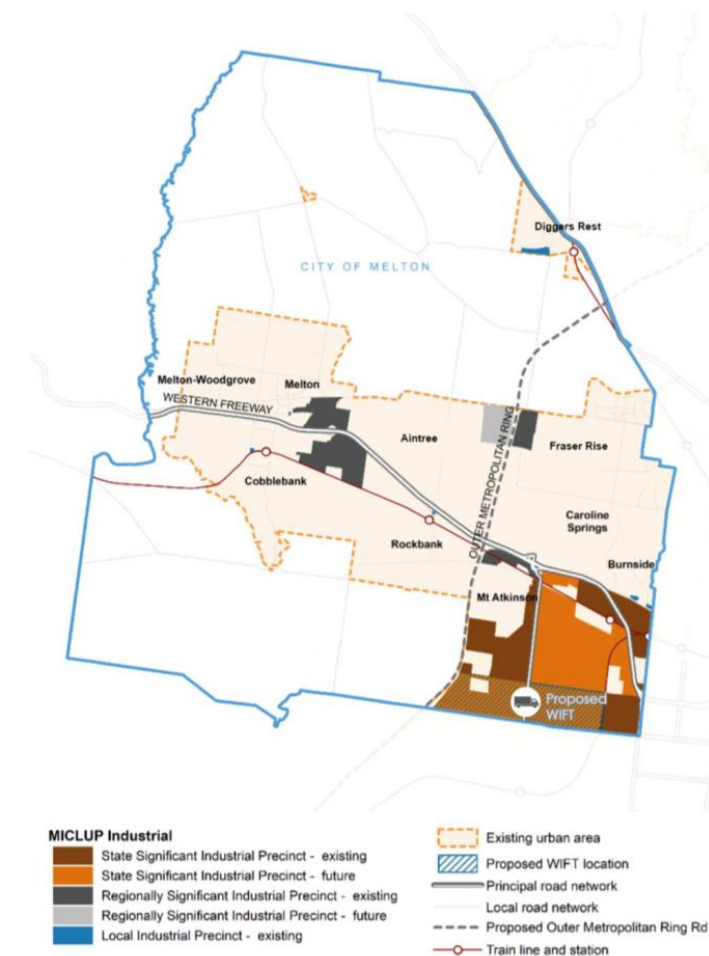 Diggers Rest
CITY OF MELTON
Melton-Woodgrove
Melton
WESTERN FREEWAY
Aintree
OUTER METROPOLITAN RING
Fraser Rise
Cobblebank
Caroline
Springs
Rockbank
Burnside
Mt Atkinson
Proposed
WIFT
MICLUP Industrial
State Significant Industrial Precinct - existing
State Significant Industrial Precinct - future
Regionally Significant Industrial Precinct - existing
Regionally Significant Industrial Precinct - future
Local Industrial Precinct - existing
Existing urban area
Proposed WIFT location
Principal road network
Local road network
Proposed Outer Metropolitan Ring Rd
Train line and station